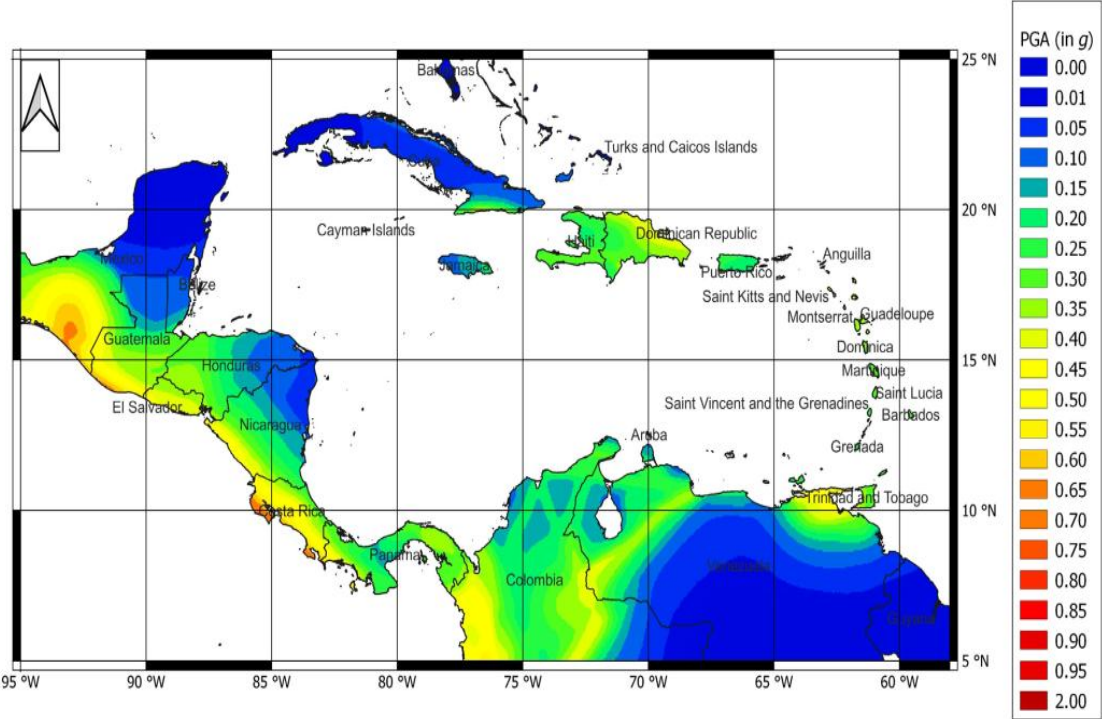 PGA (in g)
0.00
0.01
0.05
0.10
0.15
0.20
0.25
0.30
0.35
0.40
0.45
0.50
0.55
0.60
0.65
0.70
0.75
0.80
0.85
0.90
0.95
2.00
25 °N
20 °N
15 °N
10 °N
5 °N
95 °W
90 °W
85 °W
80 °W
75 °W
70 °W
65 °W
60 °W
Bahamas
Turks and Caicos Islands
Cuba
Cayman Islands
Haiti
Dominican Republic
Jamaica
Puerto Rico
Anguilla
Mexico
Belize
Saint Kitts and Nevis
Montserrat
Guadeloupe
Guatemala
Dominica
Honduras
Martinique
Saint Lucia
El Salvador
Saint Vincent and the Grenadines
Barbados
Nicaragua
Aruba
Grenada
Trinidad and Tobago
Costa Rica
Panama
Colombia
Venezuela
Guyana